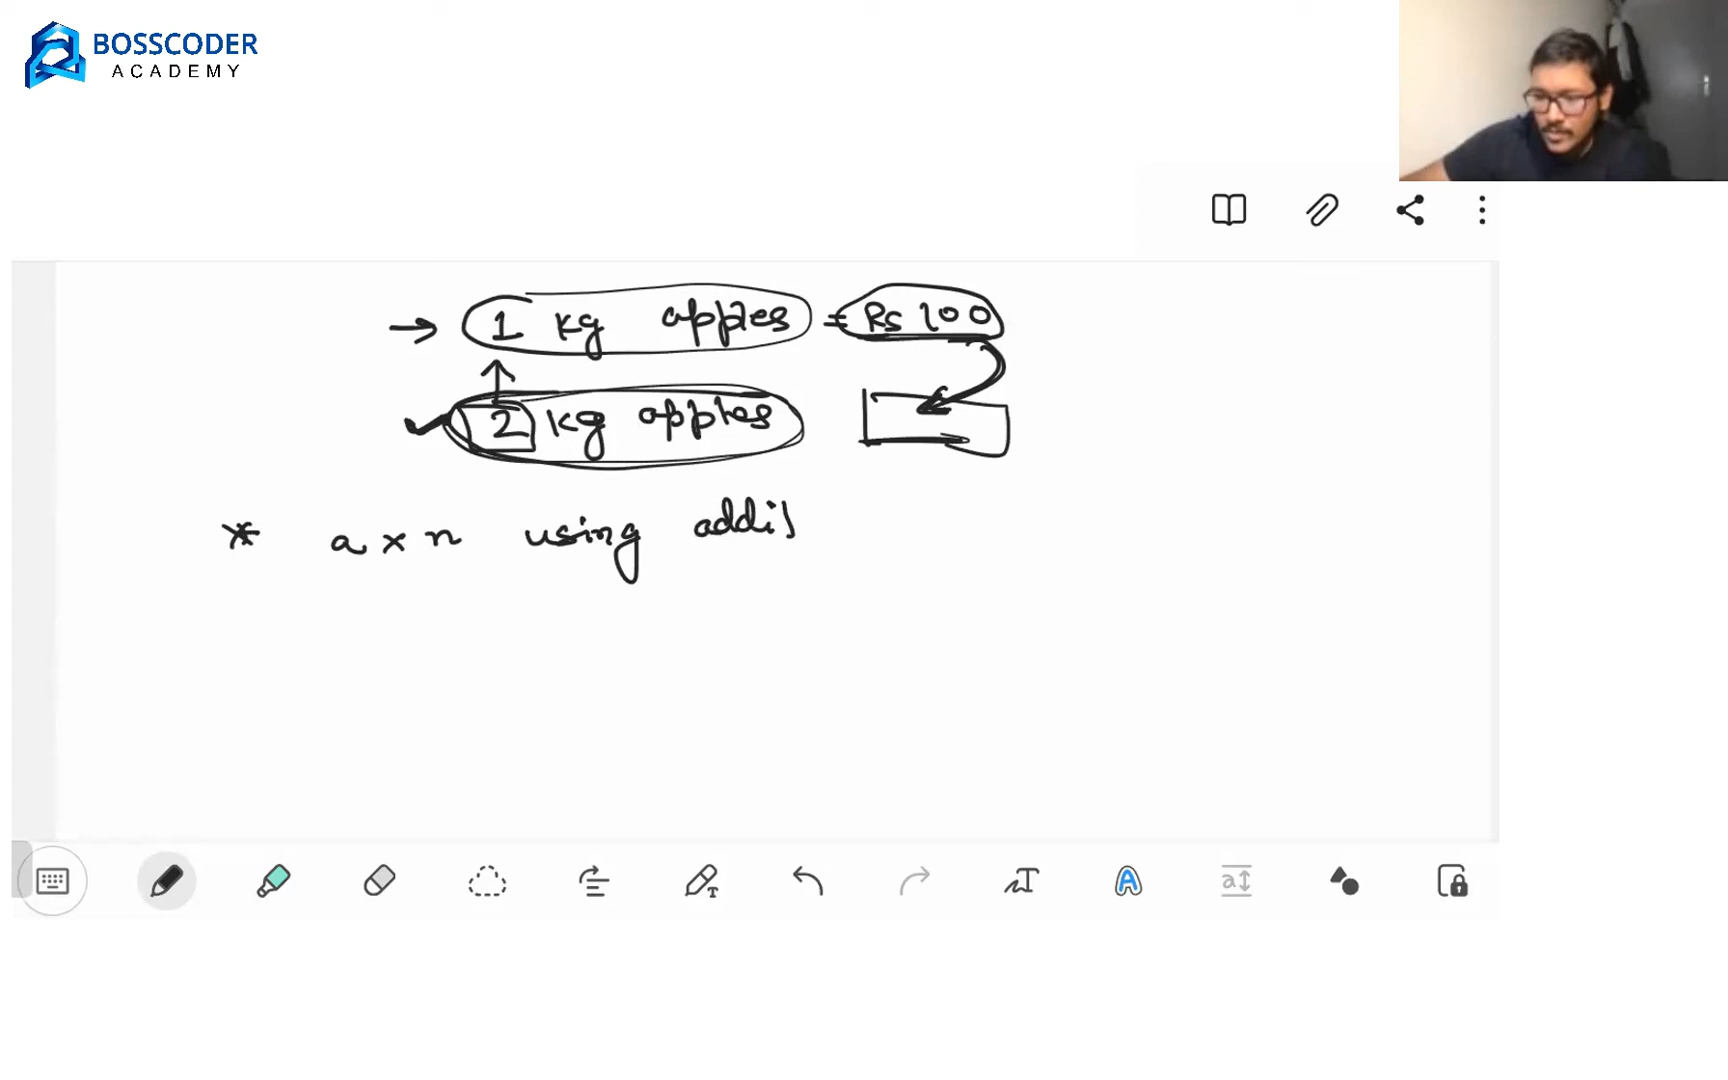 BOSSCODER
ACADEMY
→ 1 kg apples = Rs 100
2 kg apples
* a × n using addi